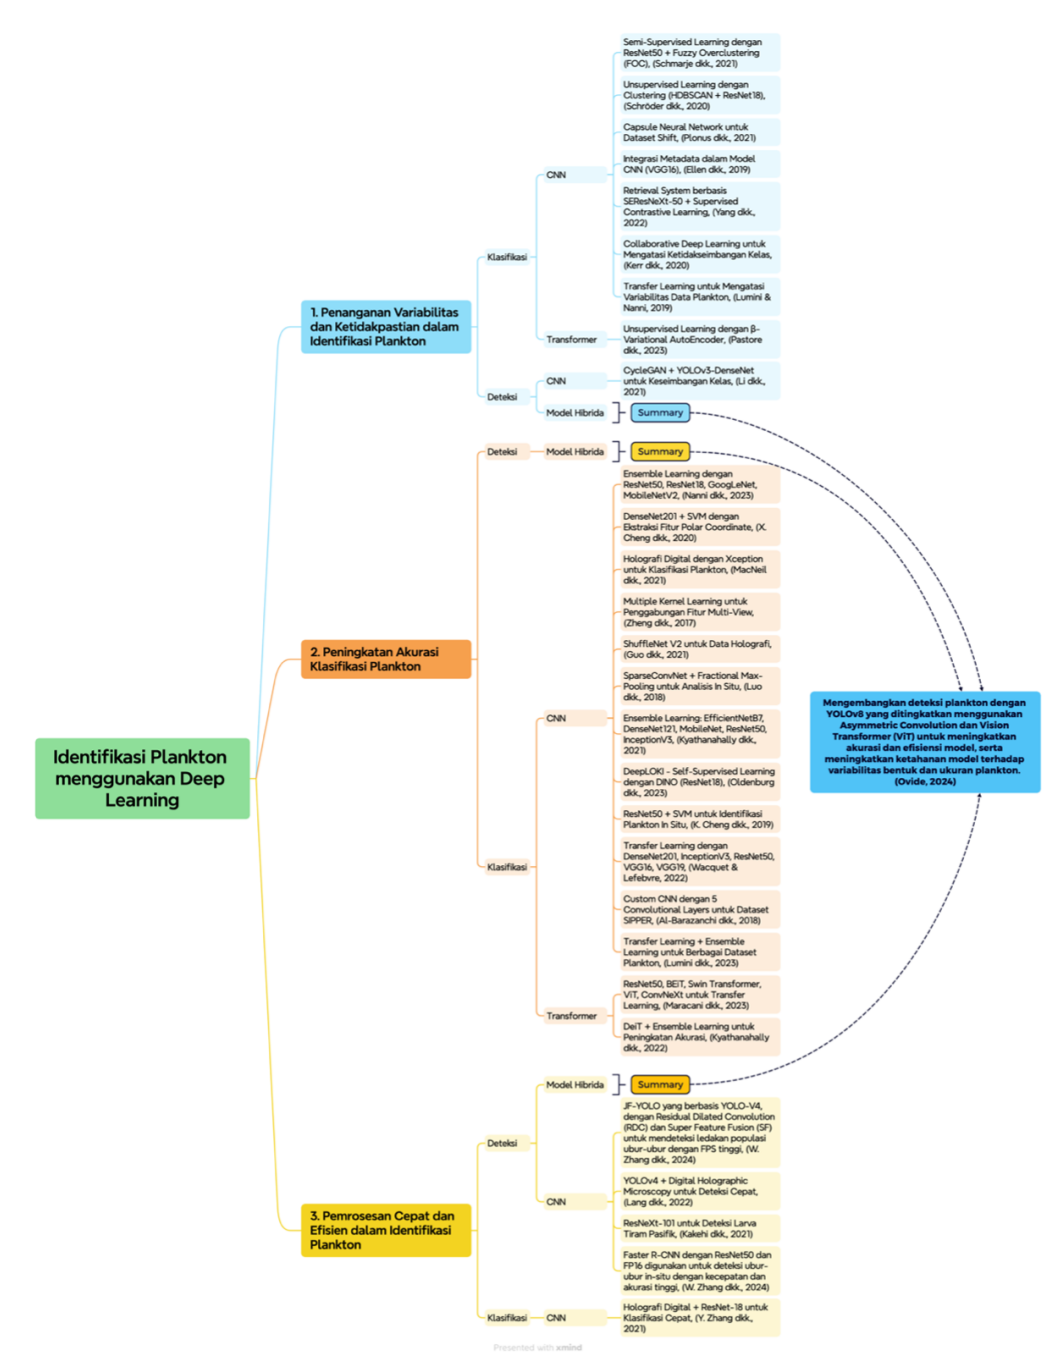 Identifikasi Plankton
menggunakan Deep
Learning
1. Penanganan Variabilitas
dan Ketidakpastian dalam
Identifikasi Plankton
Klasifikasi
CNN
Semi-Supervised Learning dengan
ResNet50 + Fuzzy Overclustering
(FOC), (Schmarje dkk., 2021)
Unsupervised Learning dengan
Clustering (HDBSCAN + ResNet18),
(Schröder dkk., 2020)
Capsule Neural Network untuk
Dataset Shift, (Plonus dkk., 2021)
Integrasi Metadata dalam Model
CNN (VGG16), (Ellen dkk., 2019)
Retrieval System berbasis
SEResNeXt-50 + Supervised
Contrastive Learning, (Yang dkk.,
2022)
Collaborative Deep Learning untuk
Mengatasi Ketidakseimbangan Kelas,
(Kerr dkk., 2020)
Transfer Learning untuk Mengatasi
Variabilitas Data Plankton, (Lumini &
Nanni, 2019)
Transformer
Unsupervised Learning dengan β-
Variational AutoEncoder, (Pastore
dkk., 2023)
Deteksi
CNN
CycleGAN + YOLOv3-DenseNet
untuk Keseimbangan Kelas, (Li dkk.,
2021)
Model Hibrida
Summary
2. Peningkatan Akurasi
Klasifikasi Plankton
Deteksi
Model Hibrida
Summary
Klasifikasi
CNN
Ensemble Learning dengan
ResNet50, ResNet18, GoogLeNet,
MobileNetV2, (Nanni dkk., 2023)
DenseNet201 + SVM dengan
Ekstraksi Fitur Polar Coordinate, (X.
Cheng dkk., 2020)
Holografi Digital dengan Xception
untuk Klasifikasi Plankton, (MacNeil
dkk., 2021)
Multiple Kernel Learning untuk
Penggabungan Fitur Multi-View,
(Zheng dkk., 2017)
ShuffleNet V2 untuk Data Holografi,
(Guo dkk., 2021)
SparseConvNet + Fractional Max-
Pooling untuk Analisis In Situ, (Luo
dkk., 2018)
Ensemble Learning: EfficientNetB7,
DenseNet121, MobileNet, ResNet50,
InceptionV3, (Kyathanahally dkk.,
2021)
DeepLOKI - Self-Supervised Learning
dengan DINO (ResNet18), (Oldenburg
dkk., 2023)
ResNet50 + SVM untuk Identifikasi
Plankton In Situ, (K. Cheng dkk., 2019)
Transfer Learning dengan
DenseNet201, InceptionV3, ResNet50,
VGG16, VGG19, (Wacquet &
Lefebvre, 2022)
Custom CNN dengan 5
Convolutional Layers untuk Dataset
SIPPER, (Al-Barazanchi dkk., 2018)
Transfer Learning + Ensemble
Learning untuk Berbagai Dataset
Plankton, (Lumini dkk., 2023)
Transformer
ResNet50, BEiT, Swin Transformer,
ViT, ConvNeXt untuk Transfer
Learning, (Maracani dkk., 2023)
DeiT + Ensemble Learning untuk
Peningkatan Akurasi, (Kyathanahally
dkk., 2022)
3. Pemrosesan Cepat dan
Efisien dalam Identifikasi
Plankton
Deteksi
Model Hibrida
Summary
CNN
JF-YOLO yang berbasis YOLO-V4,
dengan Residual Dilated Convolution
(RDC) dan Super Feature Fusion (SF)
untuk mendeteksi ledakan populasi
ubur-ubur dengan FPS tinggi, (W.
Zhang dkk., 2024)
YOLOv4 + Digital Holographic
Microscopy untuk Deteksi Cepat,
(Lang dkk., 2022)
ResNeXt-101 untuk Deteksi Larva
Tiram Pasifik, (Kakehi dkk., 2021)
Faster R-CNN dengan ResNet50 dan
FP16 digunakan untuk deteksi ubur-
ubur in-situ dengan kecepatan dan
akurasi tinggi, (W. Zhang dkk., 2024)
Klasifikasi
CNN
Holografi Digital + ResNet-18 untuk
Klasifikasi Cepat, (Y. Zhang dkk.,
2021)
Mengembangkan deteksi plankton dengan
YOLOv8 yang ditingkatkan menggunakan
Asymmetric Convolution dan Vision
Transformer (ViT) untuk meningkatkan
akurasi dan efisiensi model, serta
meningkatkan ketahanan model terhadap
variabilitas bentuk dan ukuran plankton.
(Ovide, 2024)
Presented with xmind